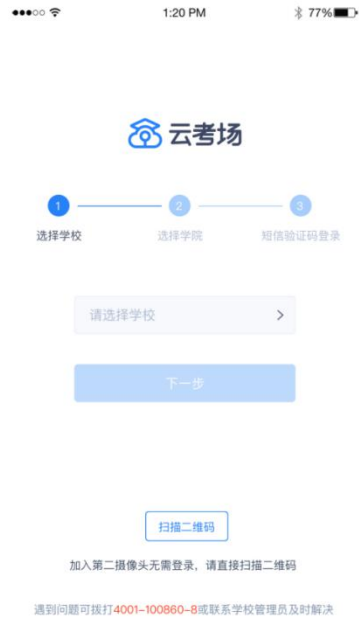 1:20 PM 77%
云考场
1 2 3
选择学校 选择学院 短信验证码登录
请选择学校
下一步
扫描二维码
加入第二摄像头无需登录，请直接扫描二维码
遇到问题可拨打4001-100860-8或联系学校管理员及时解决